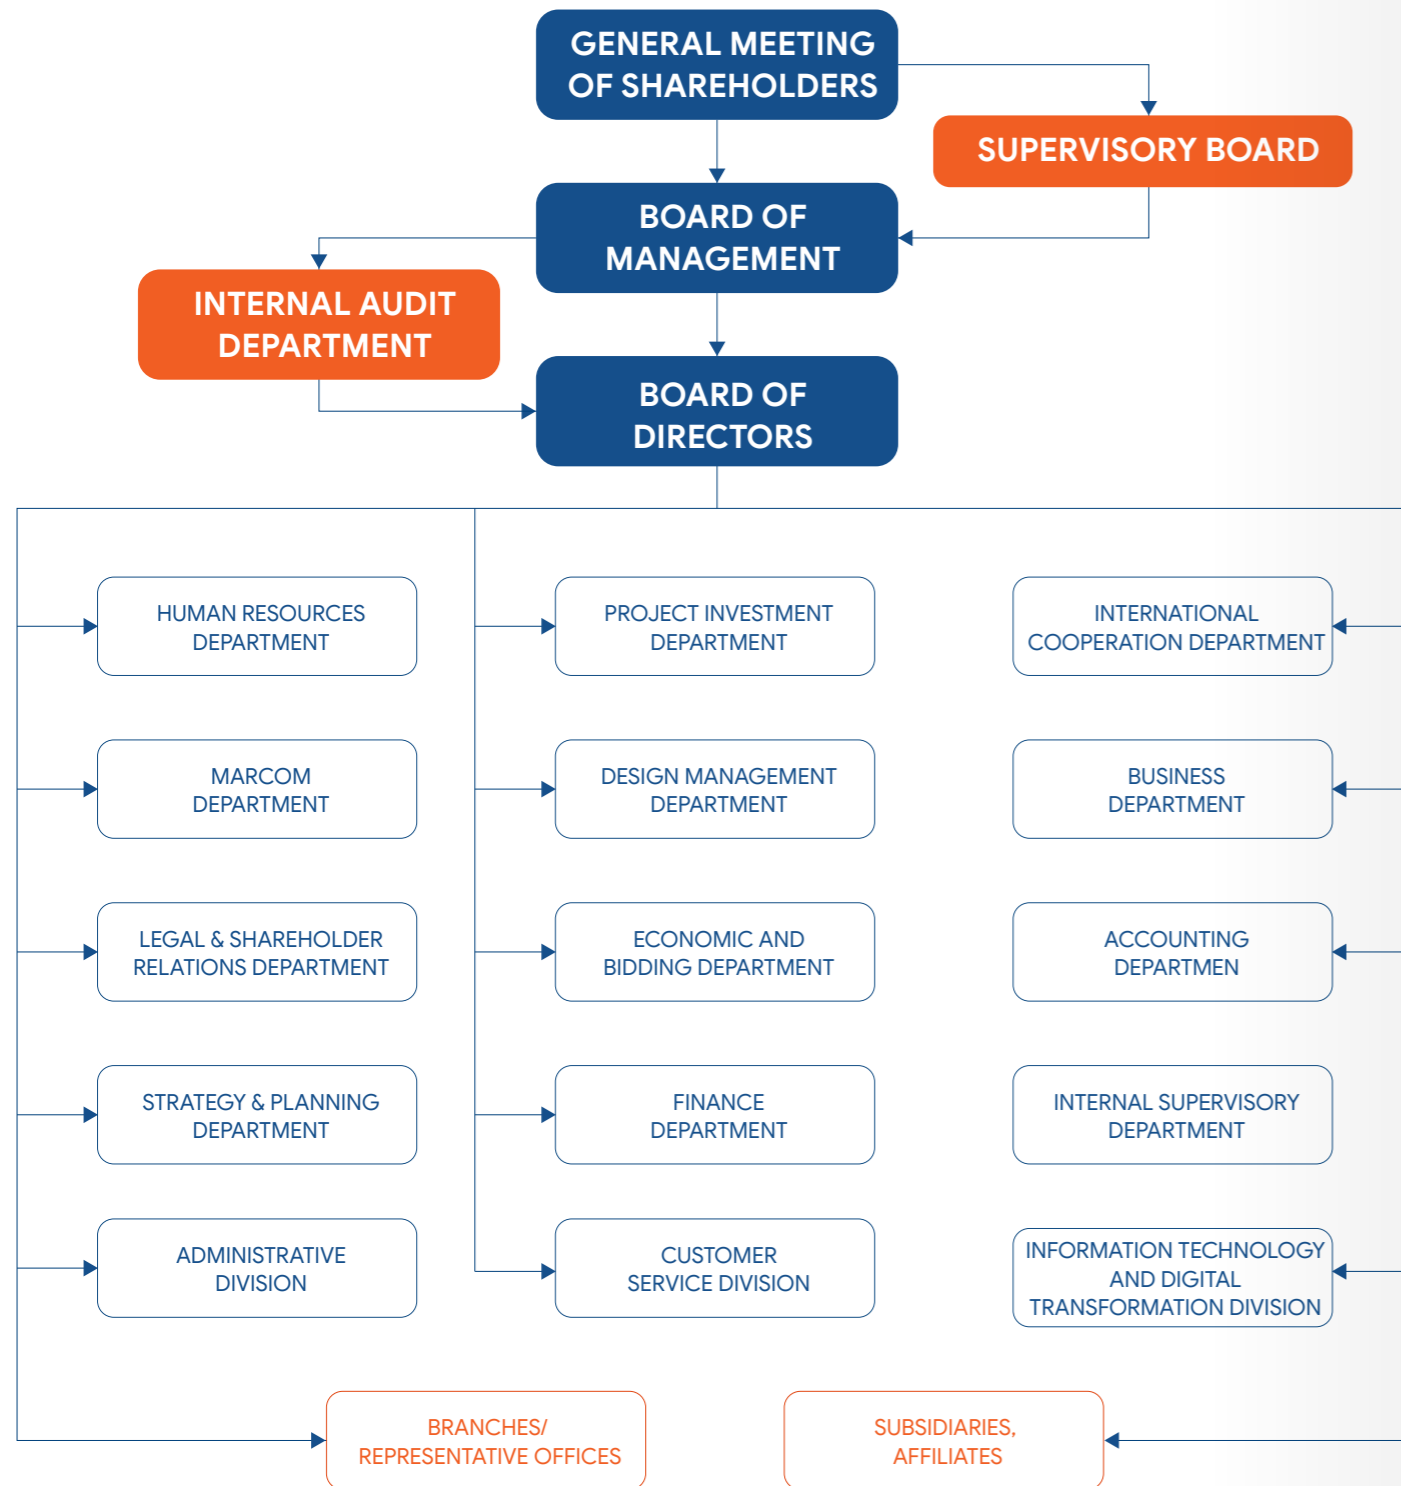 GENERAL MEETING
OF SHAREHOLDERS
SUPERVISORY BOARD
BOARD OF
MANAGEMENT
INTERNAL AUDIT
DEPARTMENT
BOARD OF
DIRECTORS
HUMAN RESOURCES
DEPARTMENT
PROJECT INVESTMENT
DEPARTMENT
INTERNATIONAL
COOPERATION DEPARTMENT
MARCOM
DEPARTMENT
DESIGN MANAGEMENT
DEPARTMENT
BUSINESS
DEPARTMENT
LEGAL & SHAREHOLDER
RELATIONS DEPARTMENT
ECONOMIC AND
BIDDING DEPARTMENT
ACCOUNTING
DEPARTMEN
STRATEGY & PLANNING
DEPARTMENT
FINANCE
DEPARTMENT
INTERNAL SUPERVISORY
DEPARTMENT
ADMINISTRATIVE
DIVISION
CUSTOMER
SERVICE DIVISION
INFORMATION TECHNOLOGY
AND DIGITAL
TRANSFORMATION DIVISION
BRANCHES/
REPRESENTATIVE OFFICES
SUBSIDIARIES,
AFFILIATES